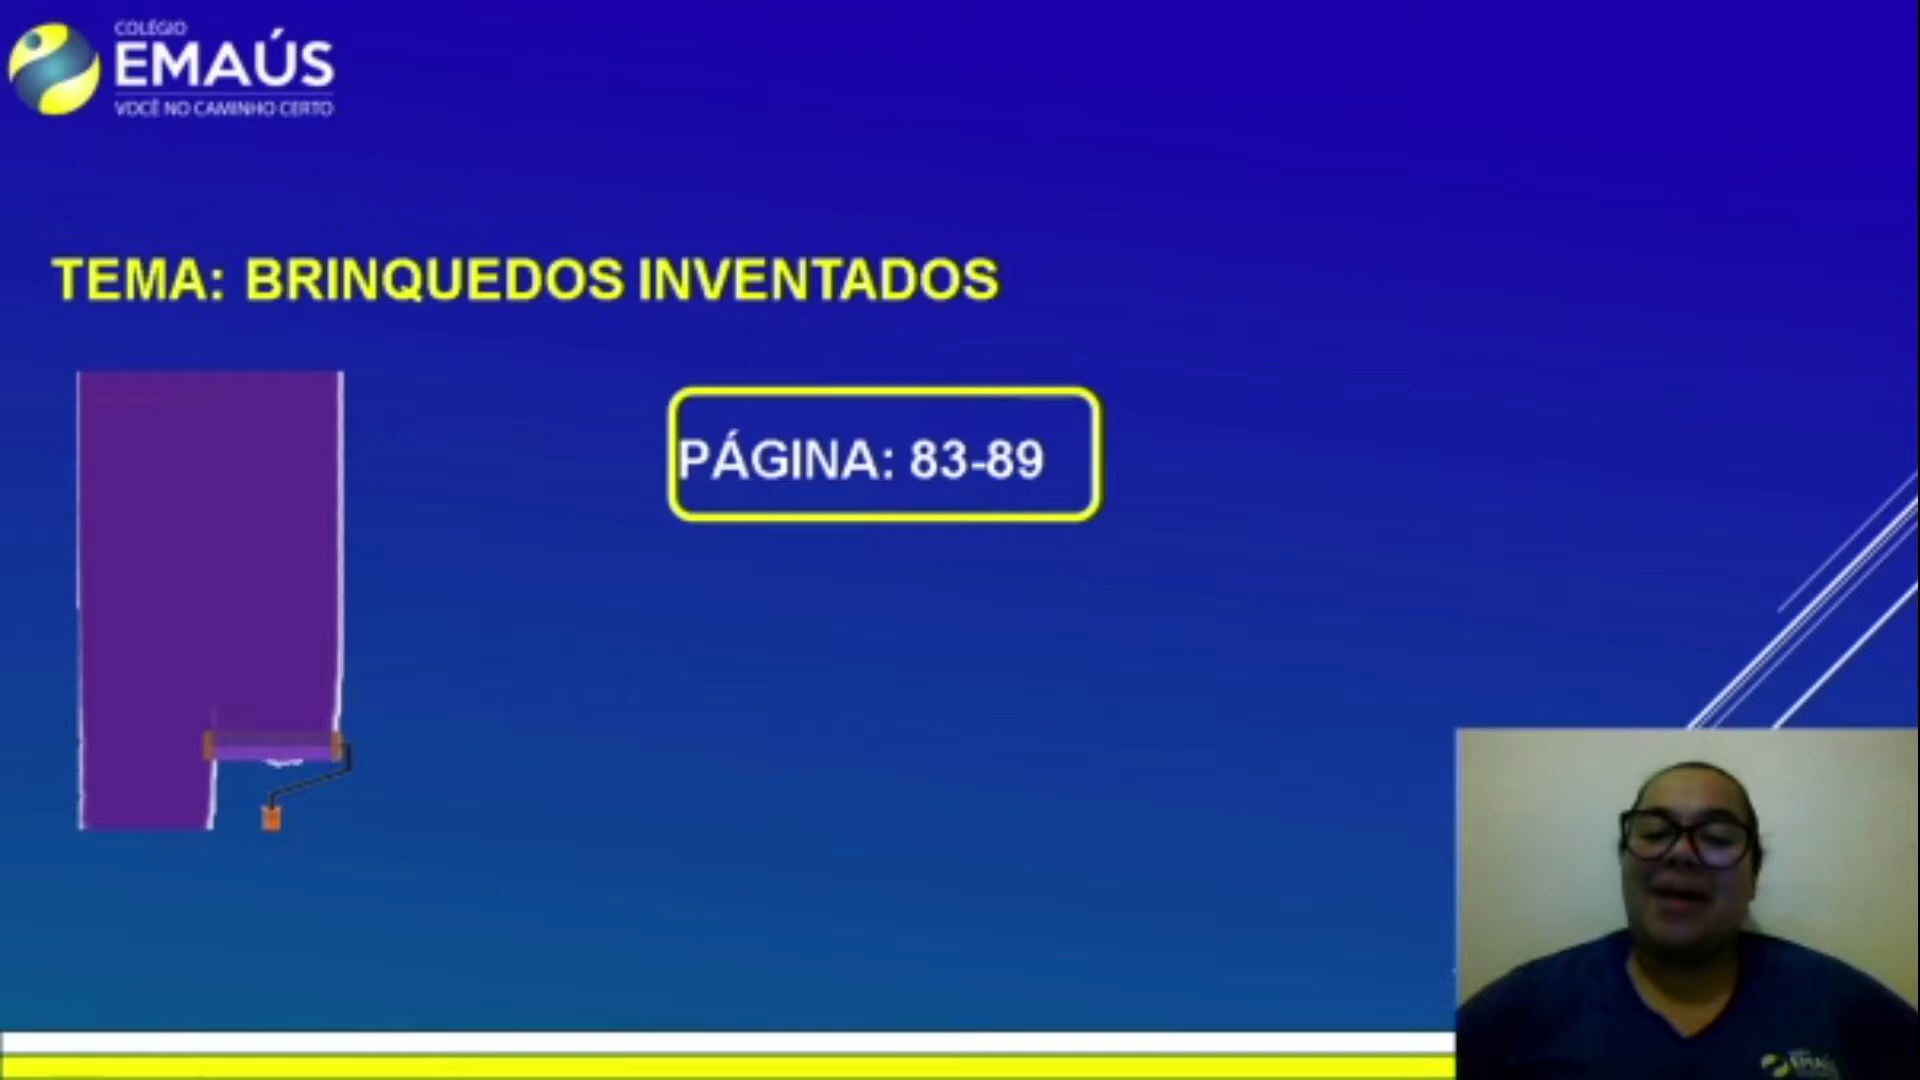 COLÉGIO
EMAÚS
VOCÊ NO CAMINHO CERTO
TEMA: BRINQUEDOS INVENTADOS
PÁGINA: 83-89